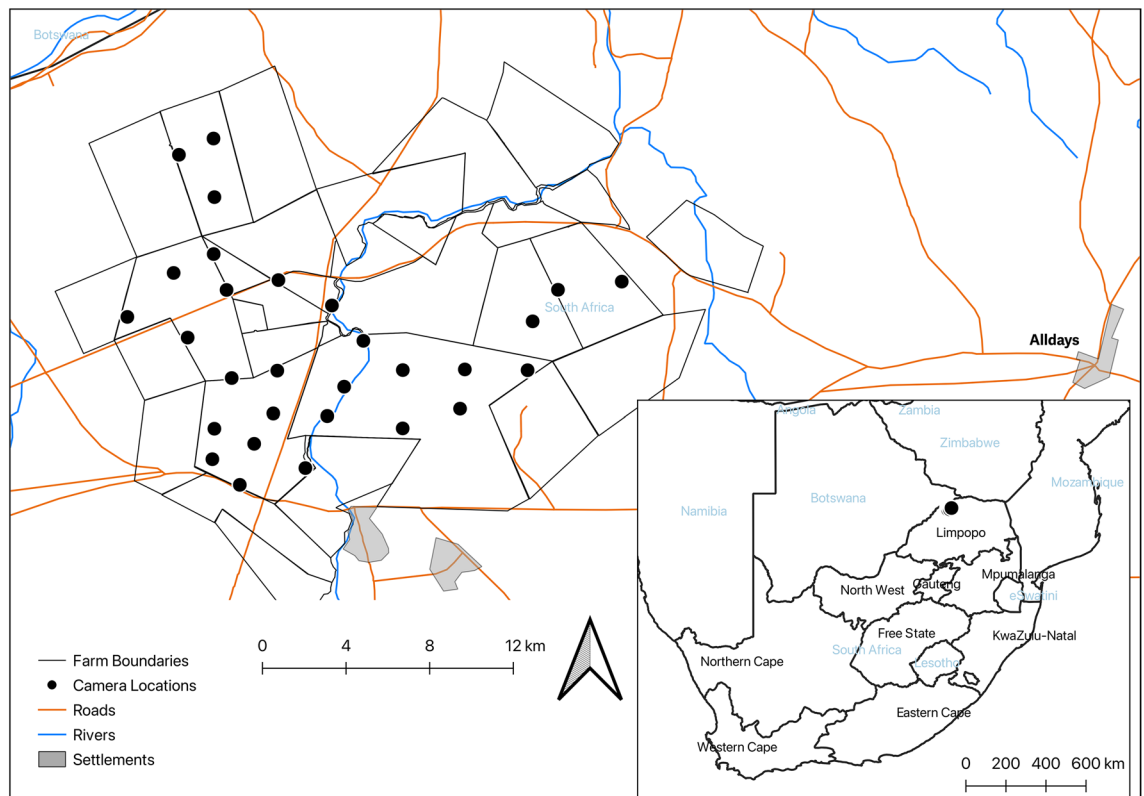 Botswana
South Africa
Alldays
0 4 8 12 km
Farm Boundaries
Camera Locations
Roads
Rivers
Settlements
Angola
Zambia
Zimbabwe
Mozambique
Botswana
Namibia
Limpopo
Mpumalanga
Gauteng
North West
eSwatini
Free State
KwaZulu-Natal
South Africa
Lesotho
Northern Cape
Eastern Cape
Western Cape
0 200 400 600 km